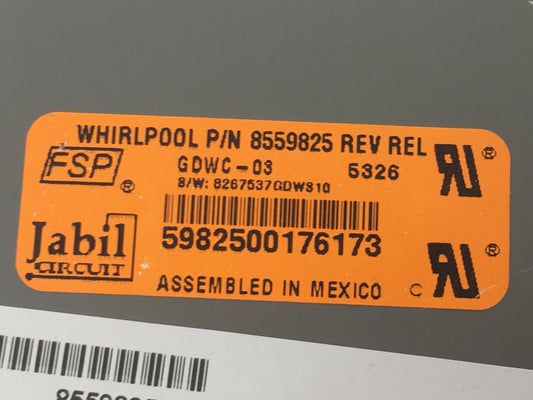 WHIRLPOOL P/N 8559825 REV REL
FSP ®
GDWC-03 5326
S/W: 8267537GDW810
5982500176173
Jabil
CIRCUIT
ASSEMBLED IN MEXICO
®
C ®